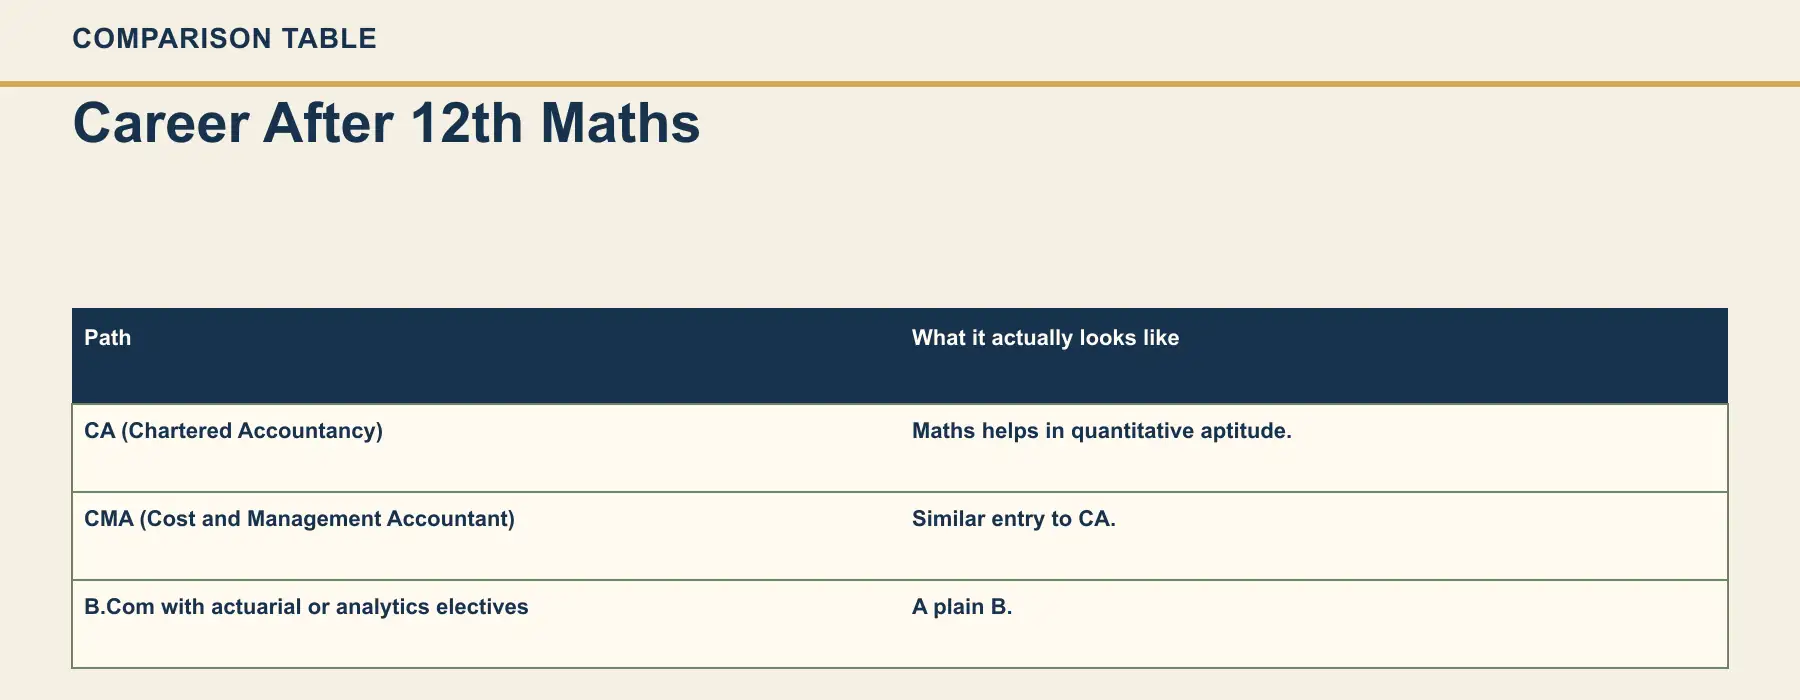 COMPARISON TABLE
Career After 12th Maths
Path What it actually looks like
CA (Chartered Accountancy) Maths helps in quantitative aptitude.
CMA (Cost and Management Accountant) Similar entry to CA.
B.Com with actuarial or analytics electives A plain B.